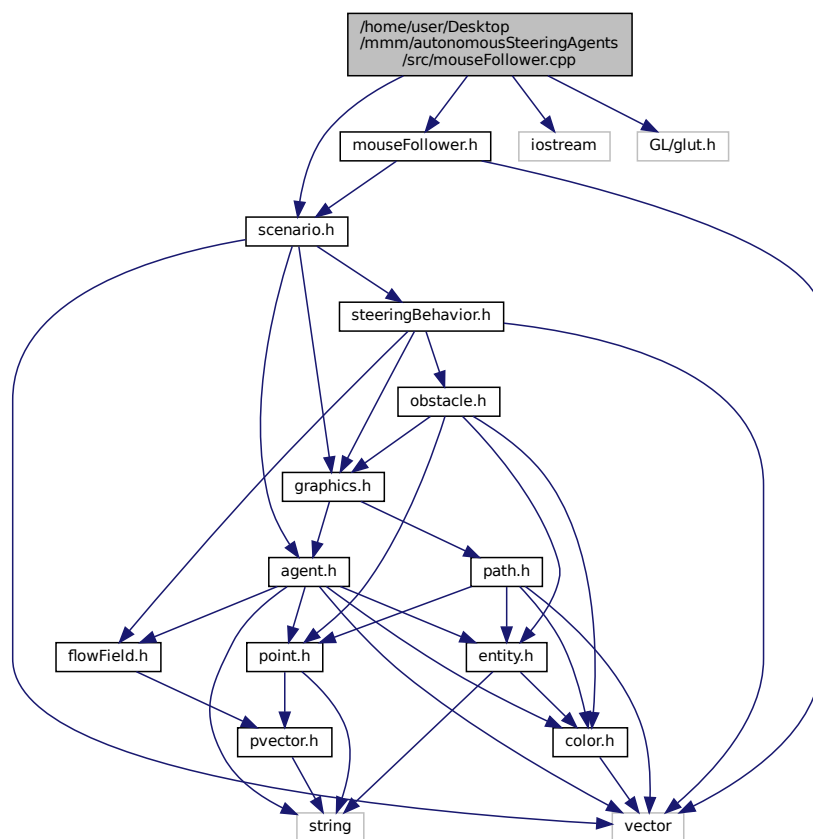 /home/user/Desktop
/mmm/autonomousSteeringAgents
/src/mouseFollower.cpp
mouseFollower.h
iostream
GL/glut.h
scenario.h
steeringBehavior.h
obstacle.h
graphics.h
agent.h
path.h
flowField.h
point.h
entity.h
pvector.h
color.h
string
vector